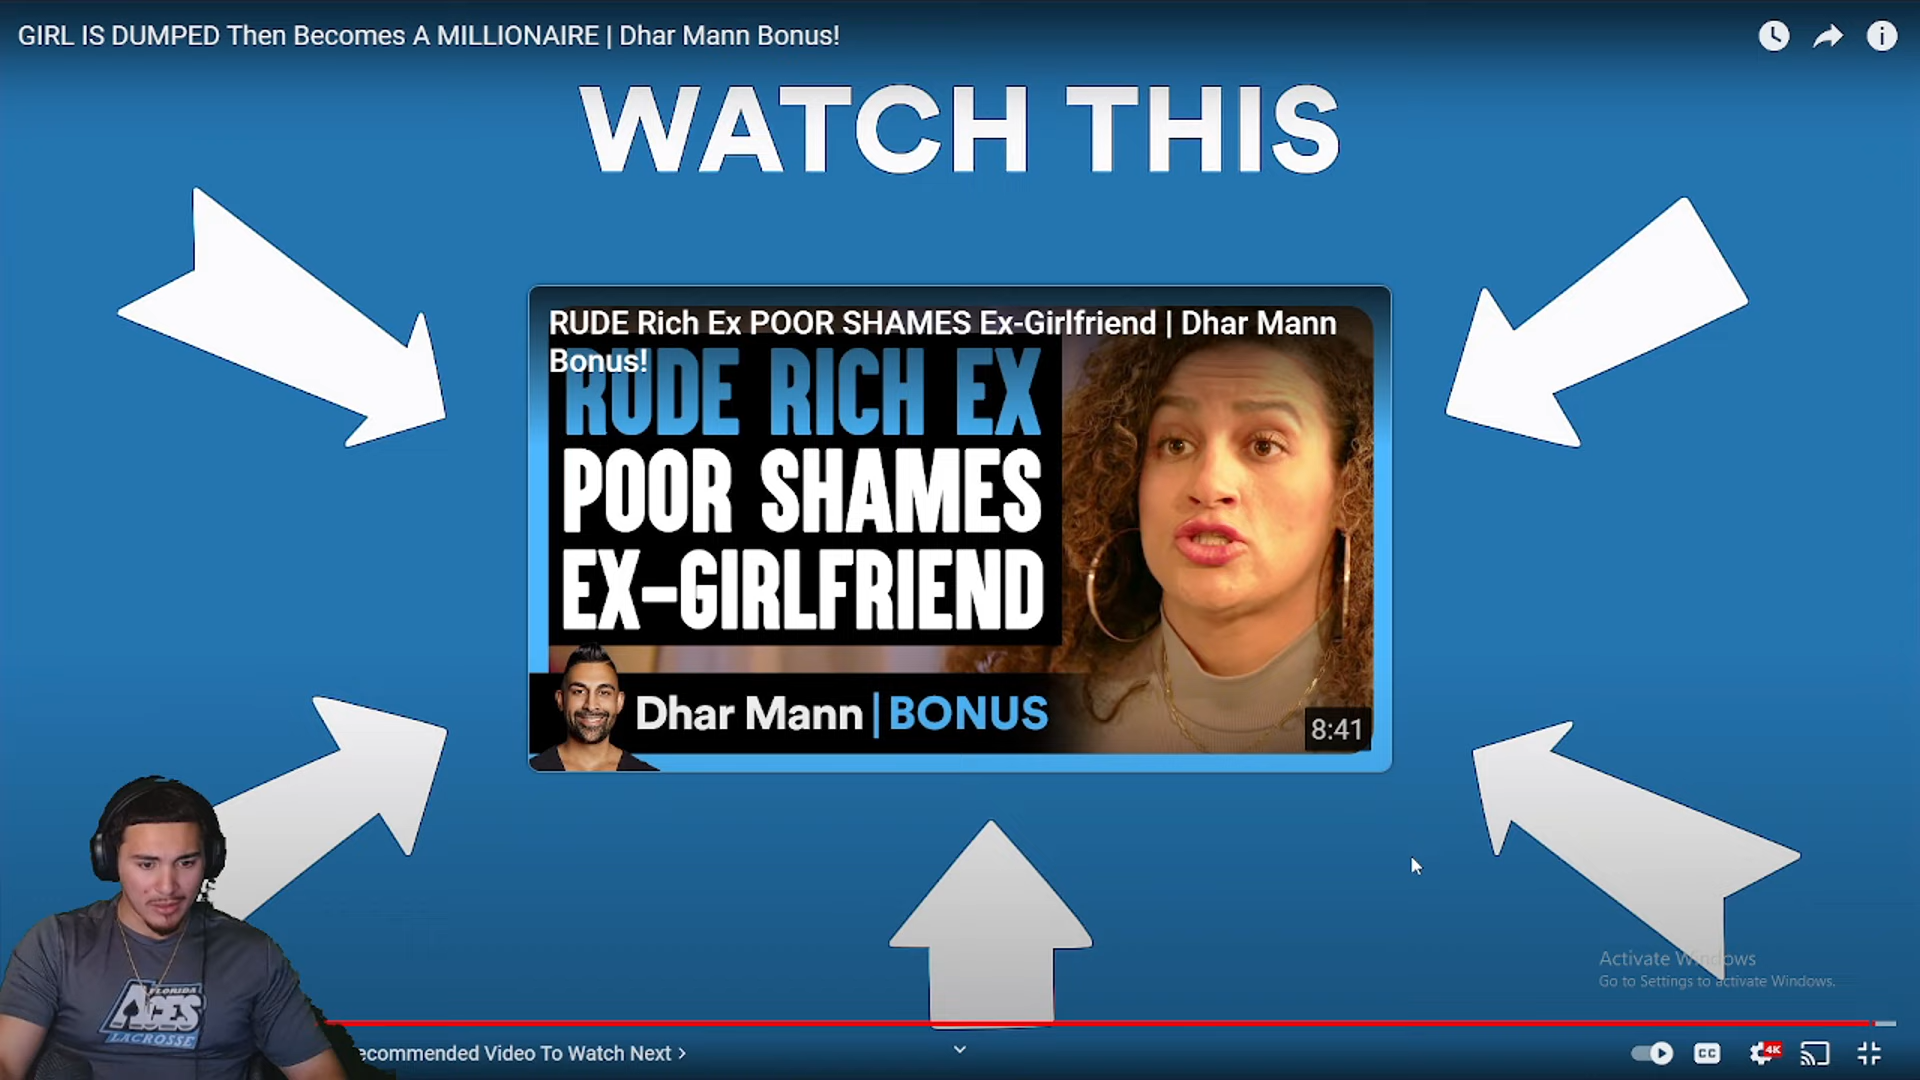 GIRL IS DUMPED Then Becomes A MILLIONAIRE | Dhar Mann Bonus!
WATCH THIS
RUDE Rich Ex POOR SHAMES Ex-Girlfriend | Dhar Mann
Bonus!
RUDE RICH EX
POOR SHAMES
EX-GIRLFRIEND
Dhar Mann | BONUS
8:41
FLORIDA
ACES
LACROSSE
Activate Windows
Go to Settings to activate Windows.
ecommended Video To Watch Next
CC
4K